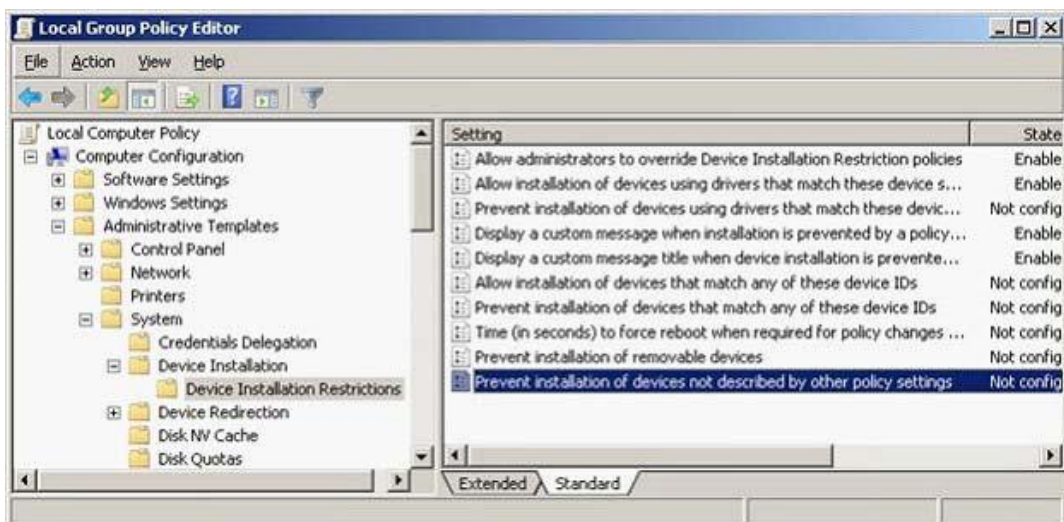 Local Group Policy Editor
File Action View Help
Local Computer Policy
Computer Configuration
Software Settings
Windows Settings
Administrative Templates
Control Panel
Network
Printers
System
Credentials Delegation
Device Installation
Device Installation Restrictions
Device Redirection
Disk NV Cache
Disk Quotas
Setting State
Allow administrators to override Device Installation Restriction policies Enable
Allow installation of devices using drivers that match these device s... Enable
Prevent installation of devices using drivers that match these devic... Not config
Display a custom message when installation is prevented by a policy... Enable
Display a custom message title when device installation is prevente... Enable
Allow installation of devices that match any of these device IDs Not config
Prevent installation of devices that match any of these device IDs Not config
Time (in seconds) to force reboot when required for policy changes ... Not config
Prevent installation of removable devices Not config
Prevent installation of devices not described by other policy settings Not config
Extended Standard